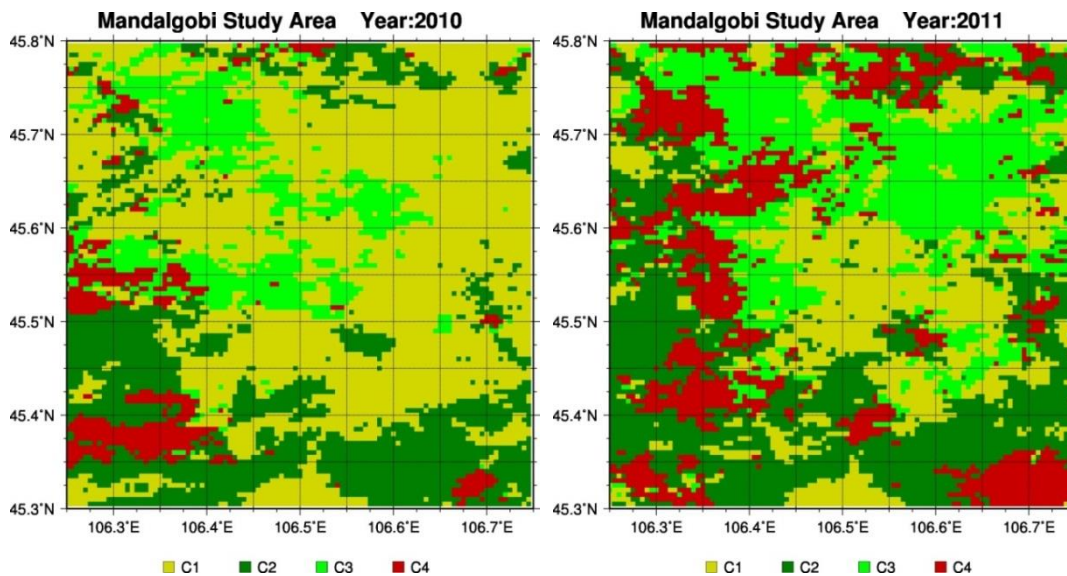 Mandalgobi Study Area Year:2010
45.8°N
45.7°N
45.6°N
45.5°N
45.4°N
45.3°N
106.3°E 106.4°E 106.5°E 106.6°E 106.7°E
C1 C2 C3 C4
Mandalgobi Study Area Year:2011
45.8°N
45.7°N
45.6°N
45.5°N
45.4°N
45.3°N
106.3°E 106.4°E 106.5°E 106.6°E 106.7°E
C1 C2 C3 C4